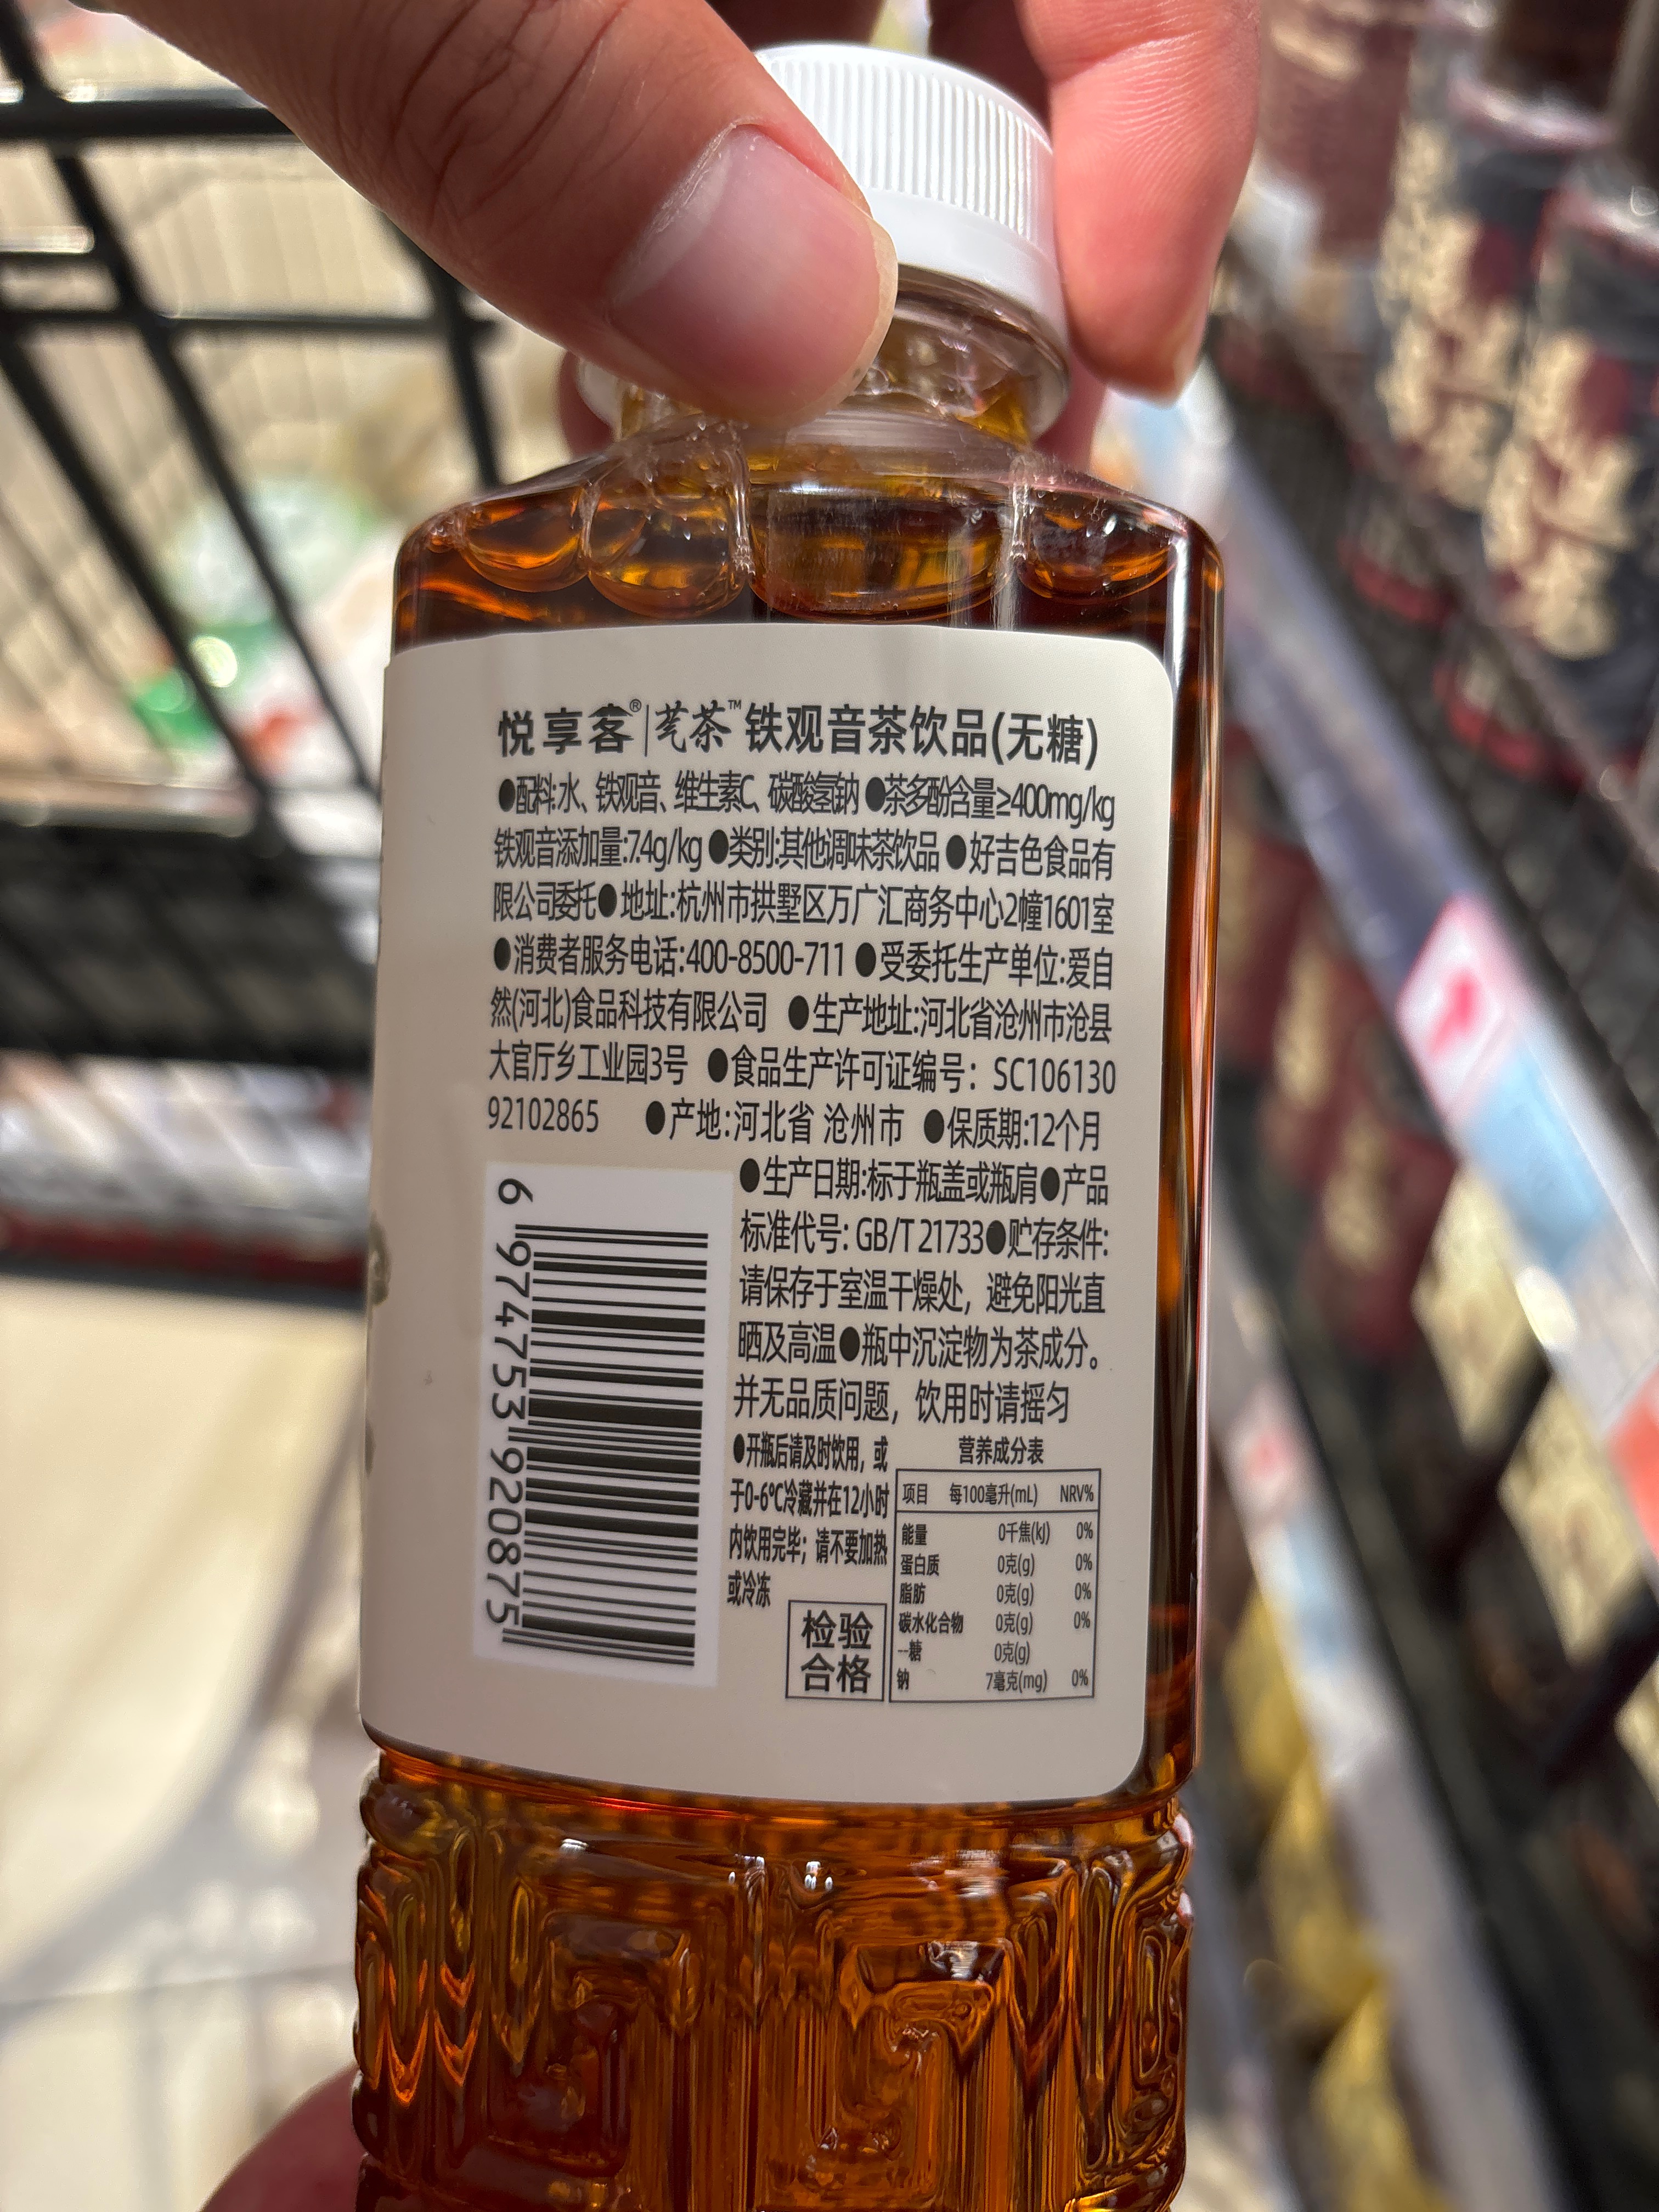 悦享客®|茗茶™铁观音茶饮品(无糖)
●配料:水、铁观音、维生素C、碳酸氢钠 ●茶多酚含量≥400mg/kg
铁观音添加量:7.4g/kg ●类别:其他调味茶饮品 ●好吉色食品有
限公司委托●地址:杭州市拱墅区万广汇商务中心2幢1601室
●消费者服务电话:400-8500-711 ●受委托生产单位:爱自
然(河北)食品科技有限公司 ●生产地址:河北省沧州市沧县
大官厅乡工业园3号 ●食品生产许可证编号: SC106130
92102865 ●产地:河北省 沧州市 ●保质期:12个月
●生产日期:标于瓶盖或瓶肩●产品
标准代号: GB/T 21733●贮存条件:
请保存于室温干燥处，避免阳光直
晒及高温●瓶中沉淀物为茶成分。
并无品质问题，饮用时请摇匀
●开瓶后请及时饮用，或
于0-6℃冷藏并在12小时
内饮用完毕；请不要加热
或冷冻
检验
合格
营养成分表
项目 每100毫升(mL) NRV%
能量 0千焦(kJ) 0%
蛋白质 0克(g) 0%
脂肪 0克(g) 0%
碳水化合物 0克(g) 0%
--糖 0克(g)
钠 7毫克(mg) 0%
6 974753 920875